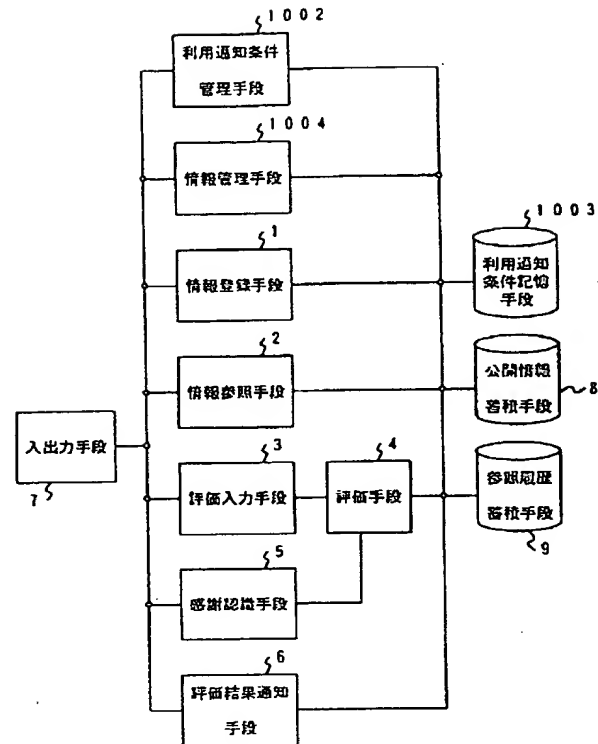 1002
利用通知条件
管理手段
1004
情報管理手段
1003
利用通知
条件記憶
手段
1
情報登録手段
2
情報参照手段
公開情報
蓄積手段
8
入出力手段
7
3
評価入力手段
4
評価手段
参照履歴
蓄積手段
9
5
感謝認識手段
6
評価結果通知
手段